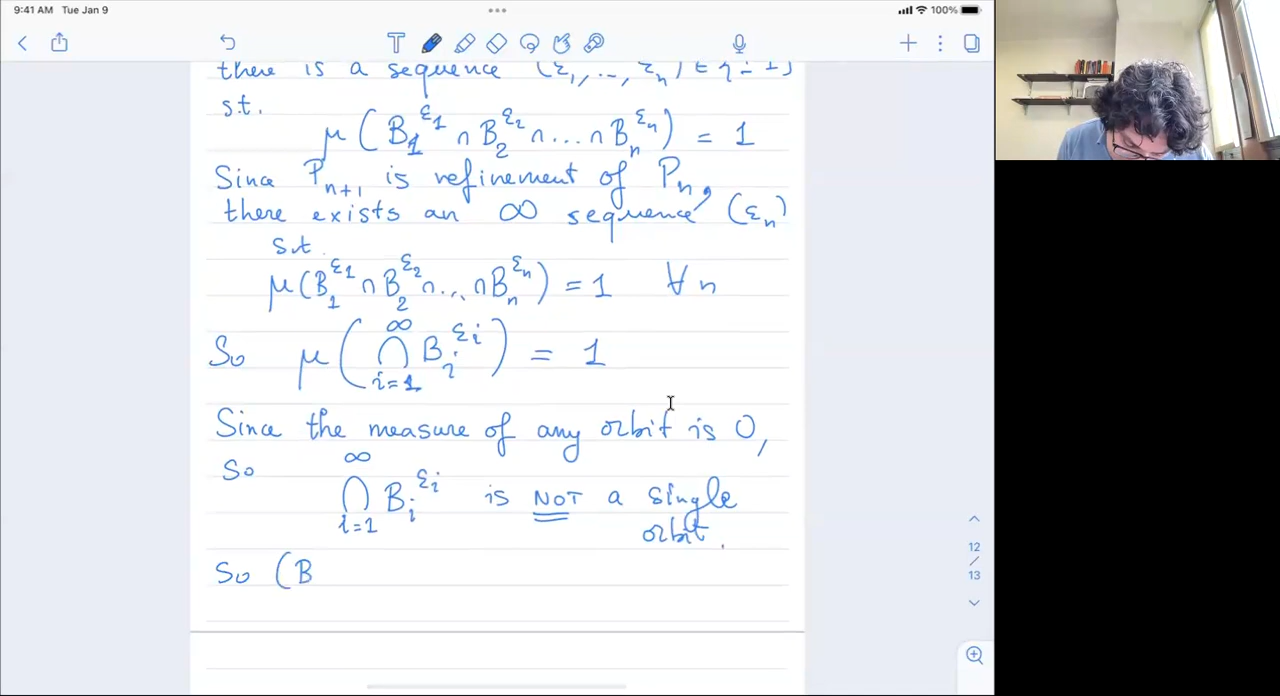 9:41 AM Tue Jan 9
100%
there is a sequence (ε₁, .., εₙ) ∈
s.t.
μ(B₁^ε₁ ∩ B₂^ε₂ ∩ ... ∩ Bₙ^εₙ) = 1
Since Pₙ₊₁ is refinement of Pₙ,
there exists an ∞ sequence (εₙ)
s.t.
μ(B₁^ε₁ ∩ B₂^ε₂ ∩ ... ∩ Bₙ^εₙ) = 1 ∀ n
So μ(⋂_{i=1}^∞ Bᵢ^εᵢ) = 1
Since the measure of any orbit is 0,
So ⋂_{i=1}^∞ Bᵢ^εᵢ is NOT a single
orbit.
So (B
12
/
13